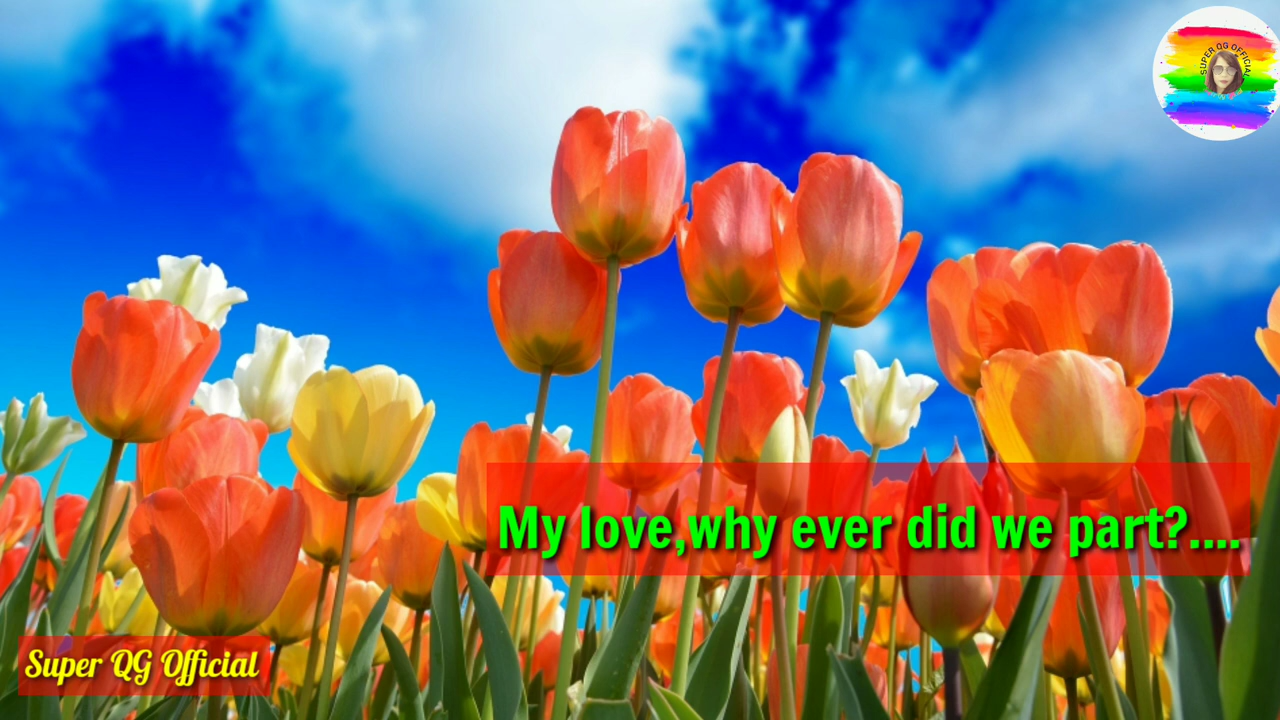 SUPER QG OFFICIAL
My love,why ever did we part?....
Super QG Official